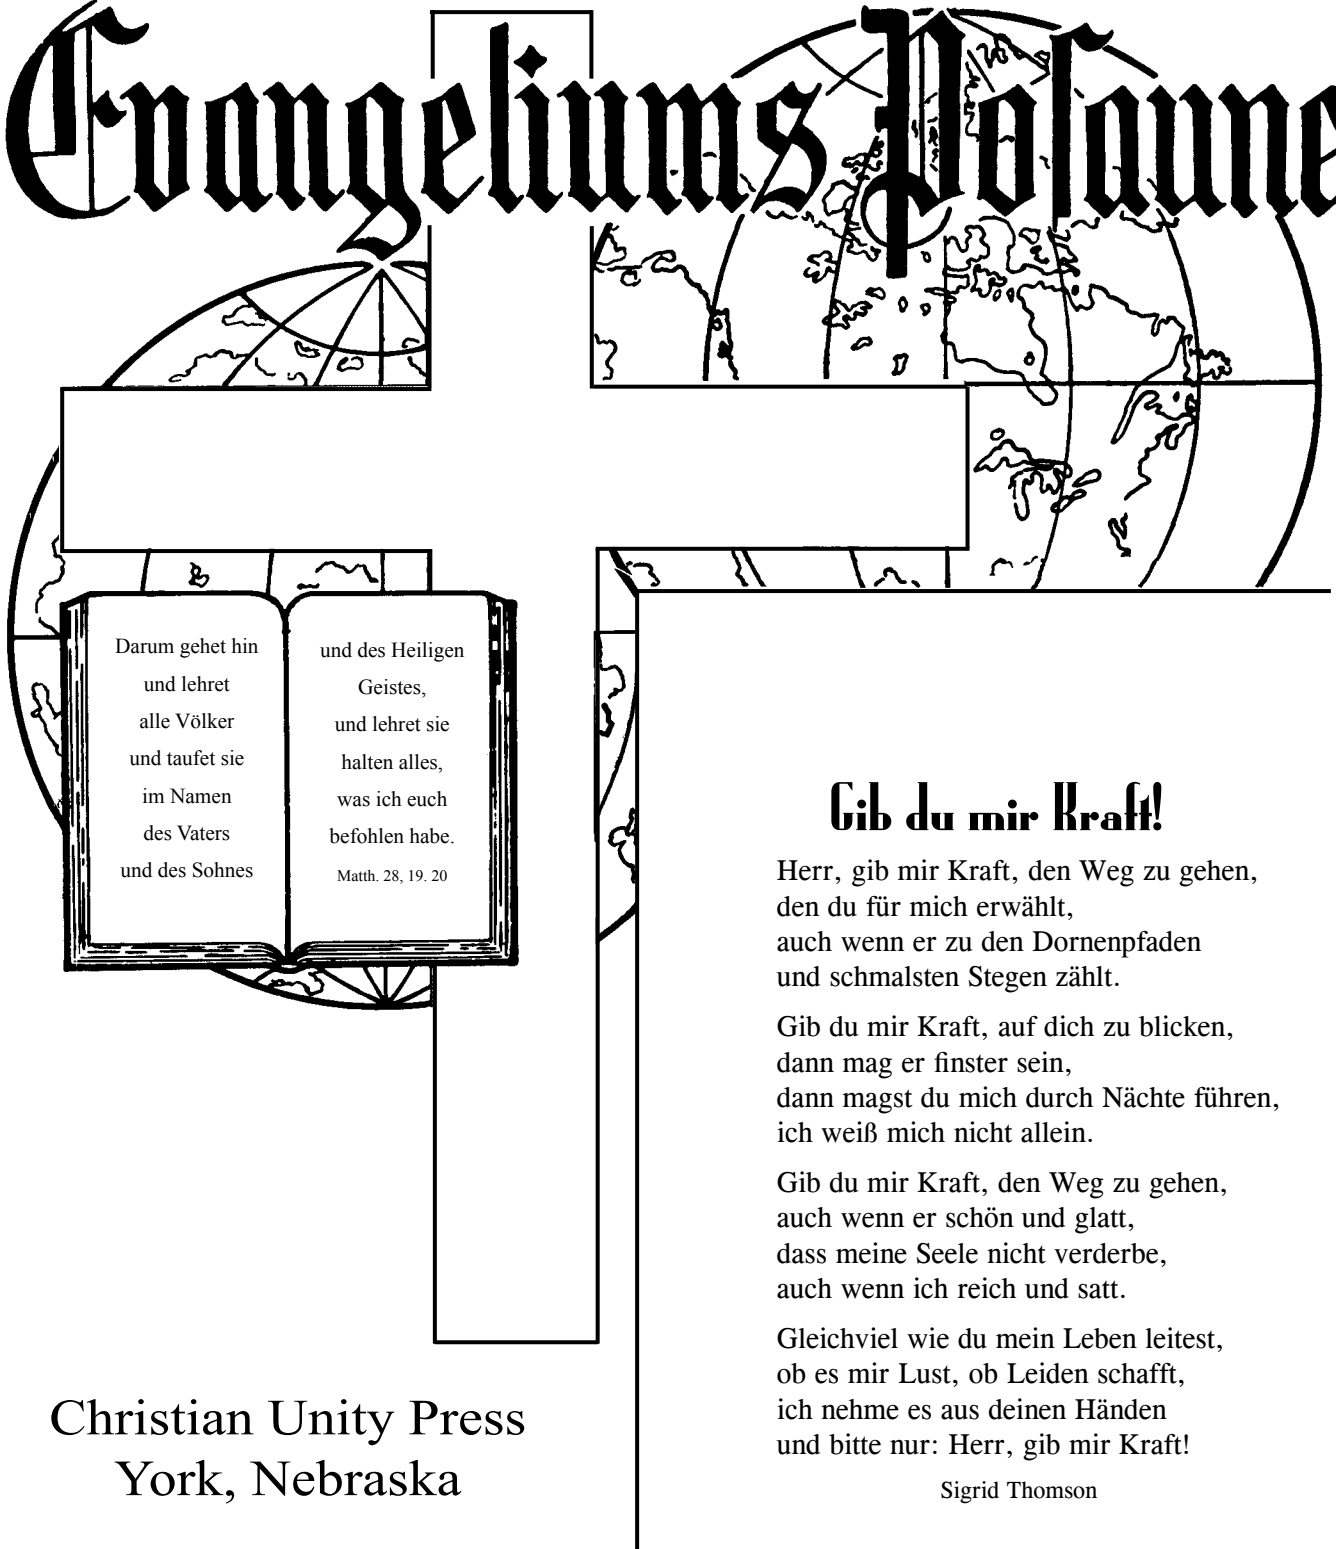 Evangeliums Posaune
Darum gehet hin
und lehret
alle Völker
und taufet sie
im Namen
des Vaters
und des Sohnes
und des Heiligen
Geistes,
und lehret sie
halten alles,
was ich euch
befohlen habe.
Matth. 28, 19. 20
Gib du mir Kraft!
Herr, gib mir Kraft, den Weg zu gehen,
den du für mich erwählt,
auch wenn er zu den Dornenpfaden
und schmalsten Stegen zählt.
Gib du mir Kraft, auf dich zu blicken,
dann mag er finster sein,
dann magst du mich durch Nächte führen,
ich weiß mich nicht allein.
Gib du mir Kraft, den Weg zu gehen,
auch wenn er schön und glatt,
dass meine Seele nicht verderbe,
auch wenn ich reich und satt.
Gleichviel wie du mein Leben leitest,
ob es mir Lust, ob Leiden schafft,
ich nehme es aus deinen Händen
und bitte nur: Herr, gib mir Kraft!
Sigrid Thomson
Christian Unity Press
York, Nebraska